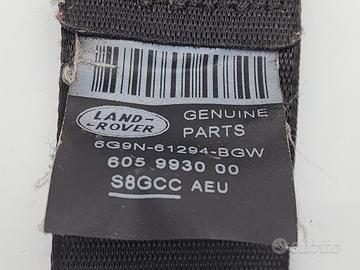 LAND-
ROVER
GENUINE
PARTS
6G9N-61294-BGW
605 9930 00
S8GCC AEU
subito